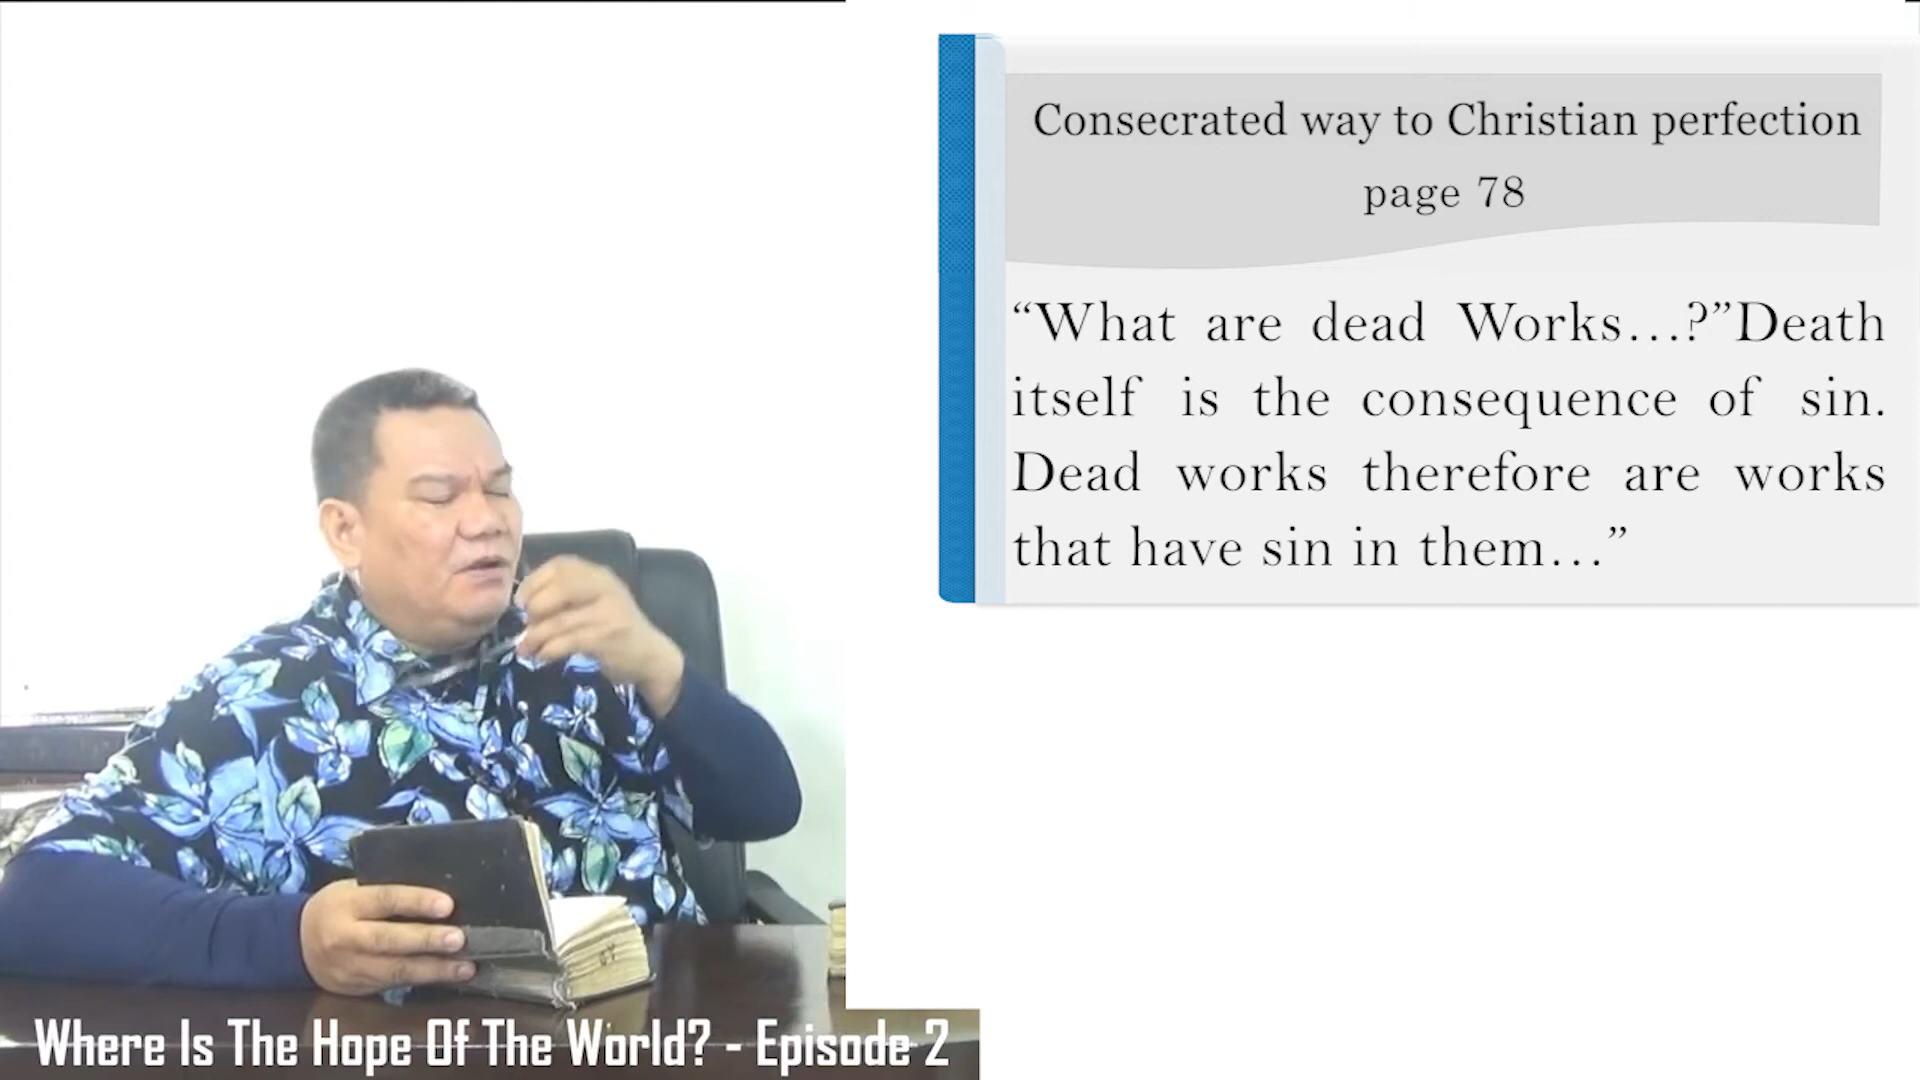 Consecrated way to Christian perfection
page 78
“What are dead Works…?”Death
itself is the consequence of sin.
Dead works therefore are works
that have sin in them…”
Where Is The Hope Of The World? - Episode 2